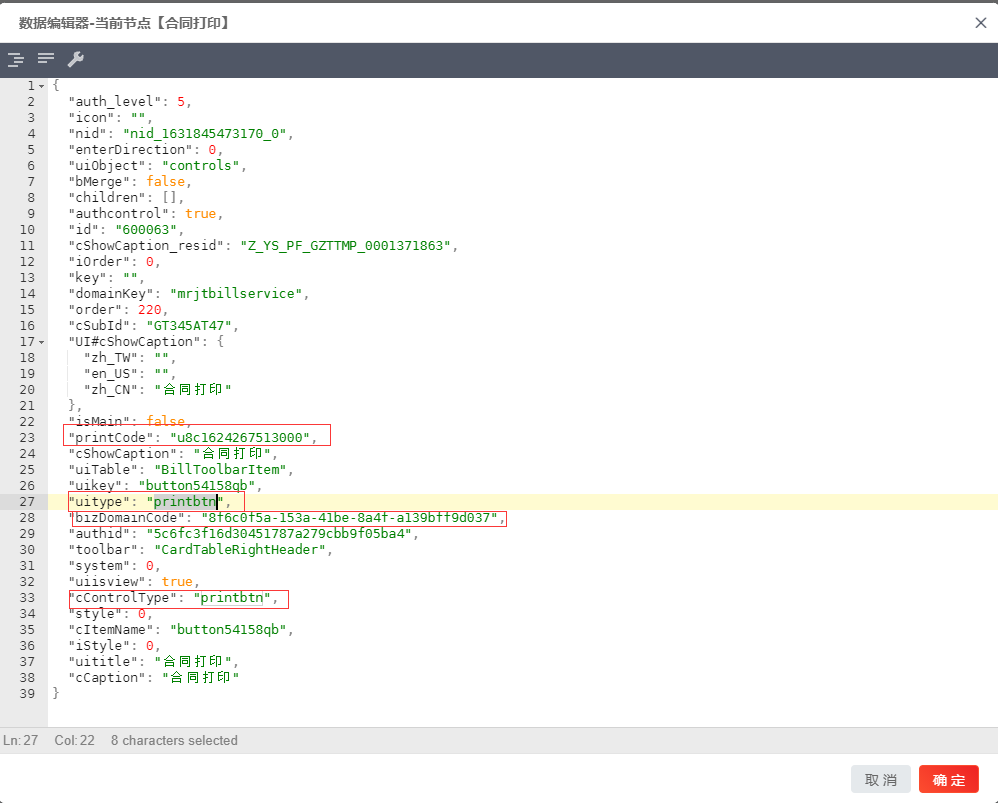 数据编辑器-当前节点【合同打印】
1 {
2 "auth_level": 5,
3 "icon": "",
4 "nid": "nid_1631845473170_0",
5 "enterDirection": 0,
6 "uiObject": "controls",
7 "bMerge": false,
8 "children": [],
9 "authcontrol": true,
10 "id": "600063",
11 "cShowCaption_resid": "Z_YS_PF_GZTTMP_0001371863",
12 "iOrder": 0,
13 "key": "",
14 "domainKey": "mrjtbillservice",
15 "order": 220,
16 "cSubId": "GT345AT47",
17 "UI#cShowCaption": {
18 "zh_TW": "",
19 "en_US": "",
20 "zh_CN": "合同打印"
21 },
22 "isMain": false,
23 "printCode": "u8c1624267513000",
24 "cShowCaption": "合同打印",
25 "uiTable": "BillToolbarItem",
26 "uikey": "button54158qb",
27 "uitype": "printbtn",
28 "bizDomainCode": "8f6c0f5a-153a-41be-8a4f-a139bff9d037",
29 "authid": "5c6fc3f16d30451787a279cbb9f05ba4",
30 "toolbar": "CardTableRightHeader",
31 "system": 0,
32 "uiisview": true,
33 "cControlType": "printbtn",
34 "style": 0,
35 "cItemName": "button54158qb",
36 "iStyle": 0,
37 "uititle": "合同打印",
38 "cCaption": "合同打印"
39 }
Ln: 27 Col: 22 8 characters selected
取消 确定